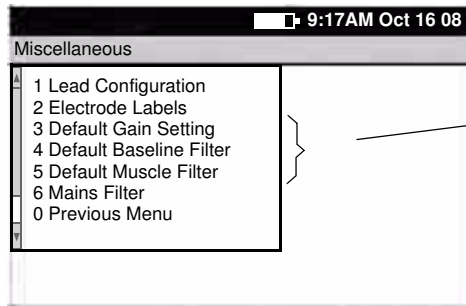 9:17AM Oct 16 08
Miscellaneous
1 Lead Configuration
2 Electrode Labels
3 Default Gain Setting
4 Default Baseline Filter
5 Default Muscle Filter
6 Mains Filter
0 Previous Menu